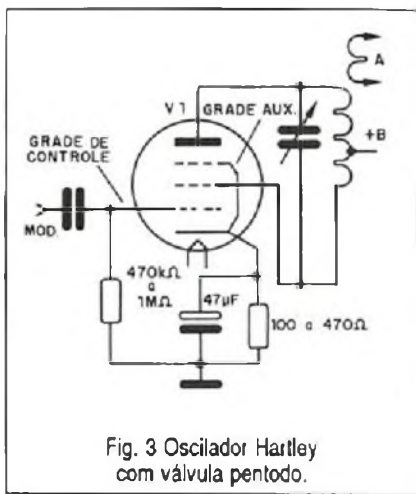 V1 GRADE AUX.
A
GRADE DE
CONTROLE
+B
MOD.
470kΩ
a
1MΩ
47µF
100 a 470Ω
Fig. 3 Oscilador Hartley
com válvula pentodo.